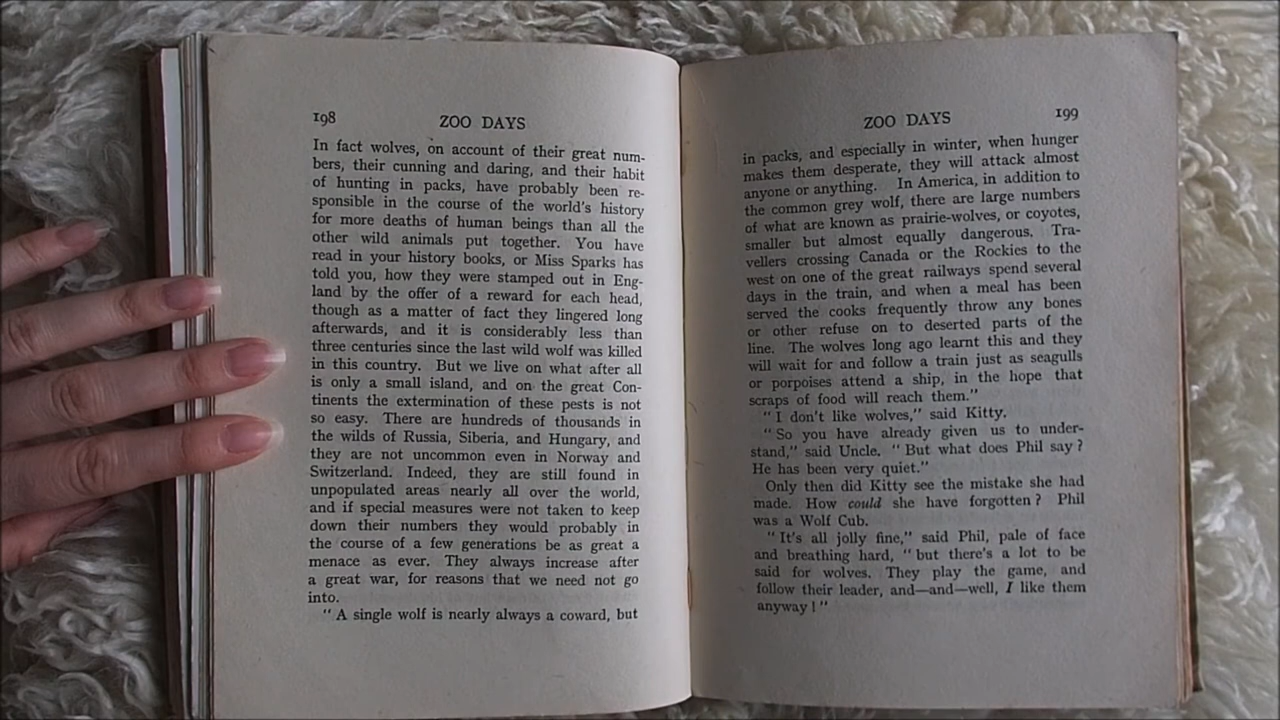 198
ZOO DAYS
In fact wolves, on account of their great num-
bers, their cunning and daring, and their habit
of hunting in packs, have probably been re-
sponsible in the course of the world's history
for more deaths of human beings than all the
other wild animals put together. You have
read in your history books, or Miss Sparks has
told you, how they were stamped out in Eng-
land by the offer of a reward for each head,
though as a matter of fact they lingered long
afterwards, and it is considerably less than
three centuries since the last wild wolf was killed
in this country. But we live on what after all
is only a small island, and on the great Con-
tinents the extermination of these pests is not
so easy. There are hundreds of thousands in
the wilds of Russia, Siberia, and Hungary, and
they are not uncommon even in Norway and
Switzerland. Indeed, they are still found in
unpopulated areas nearly all over the world,
and if special measures were not taken to keep
down their numbers they would probably in
the course of a few generations be as great a
menace as ever. They always increase after
a great war, for reasons that we need not go
into.
"A single wolf is nearly always a coward, but
ZOO DAYS
199
in packs, and especially in winter, when hunger
makes them desperate, they will attack almost
anyone or anything. In America, in addition to
the common grey wolf, there are large numbers
of what are known as prairie-wolves, or coyotes,
smaller but almost equally dangerous. Tra-
vellers crossing Canada or the Rockies to the
west on one of the great railways spend several
days in the train, and when a meal has been
served the cooks frequently throw any bones
or other refuse on to deserted parts of the
line. The wolves long ago learnt this and they
will wait for and follow a train just as seagulls
or porpoises attend a ship, in the hope that
scraps of food will reach them."
"I don't like wolves," said Kitty.
"So you have already given us to under-
stand," said Uncle. "But what does Phil say?
He has been very quiet."
Only then did Kitty see the mistake she had
made. How could she have forgotten? Phil
was a Wolf Cub.
"It's all jolly fine," said Phil, pale of face
and breathing hard, "but there's a lot to be
said for wolves. They play the game, and
follow their leader, and—and—well, I like them
anyway!"